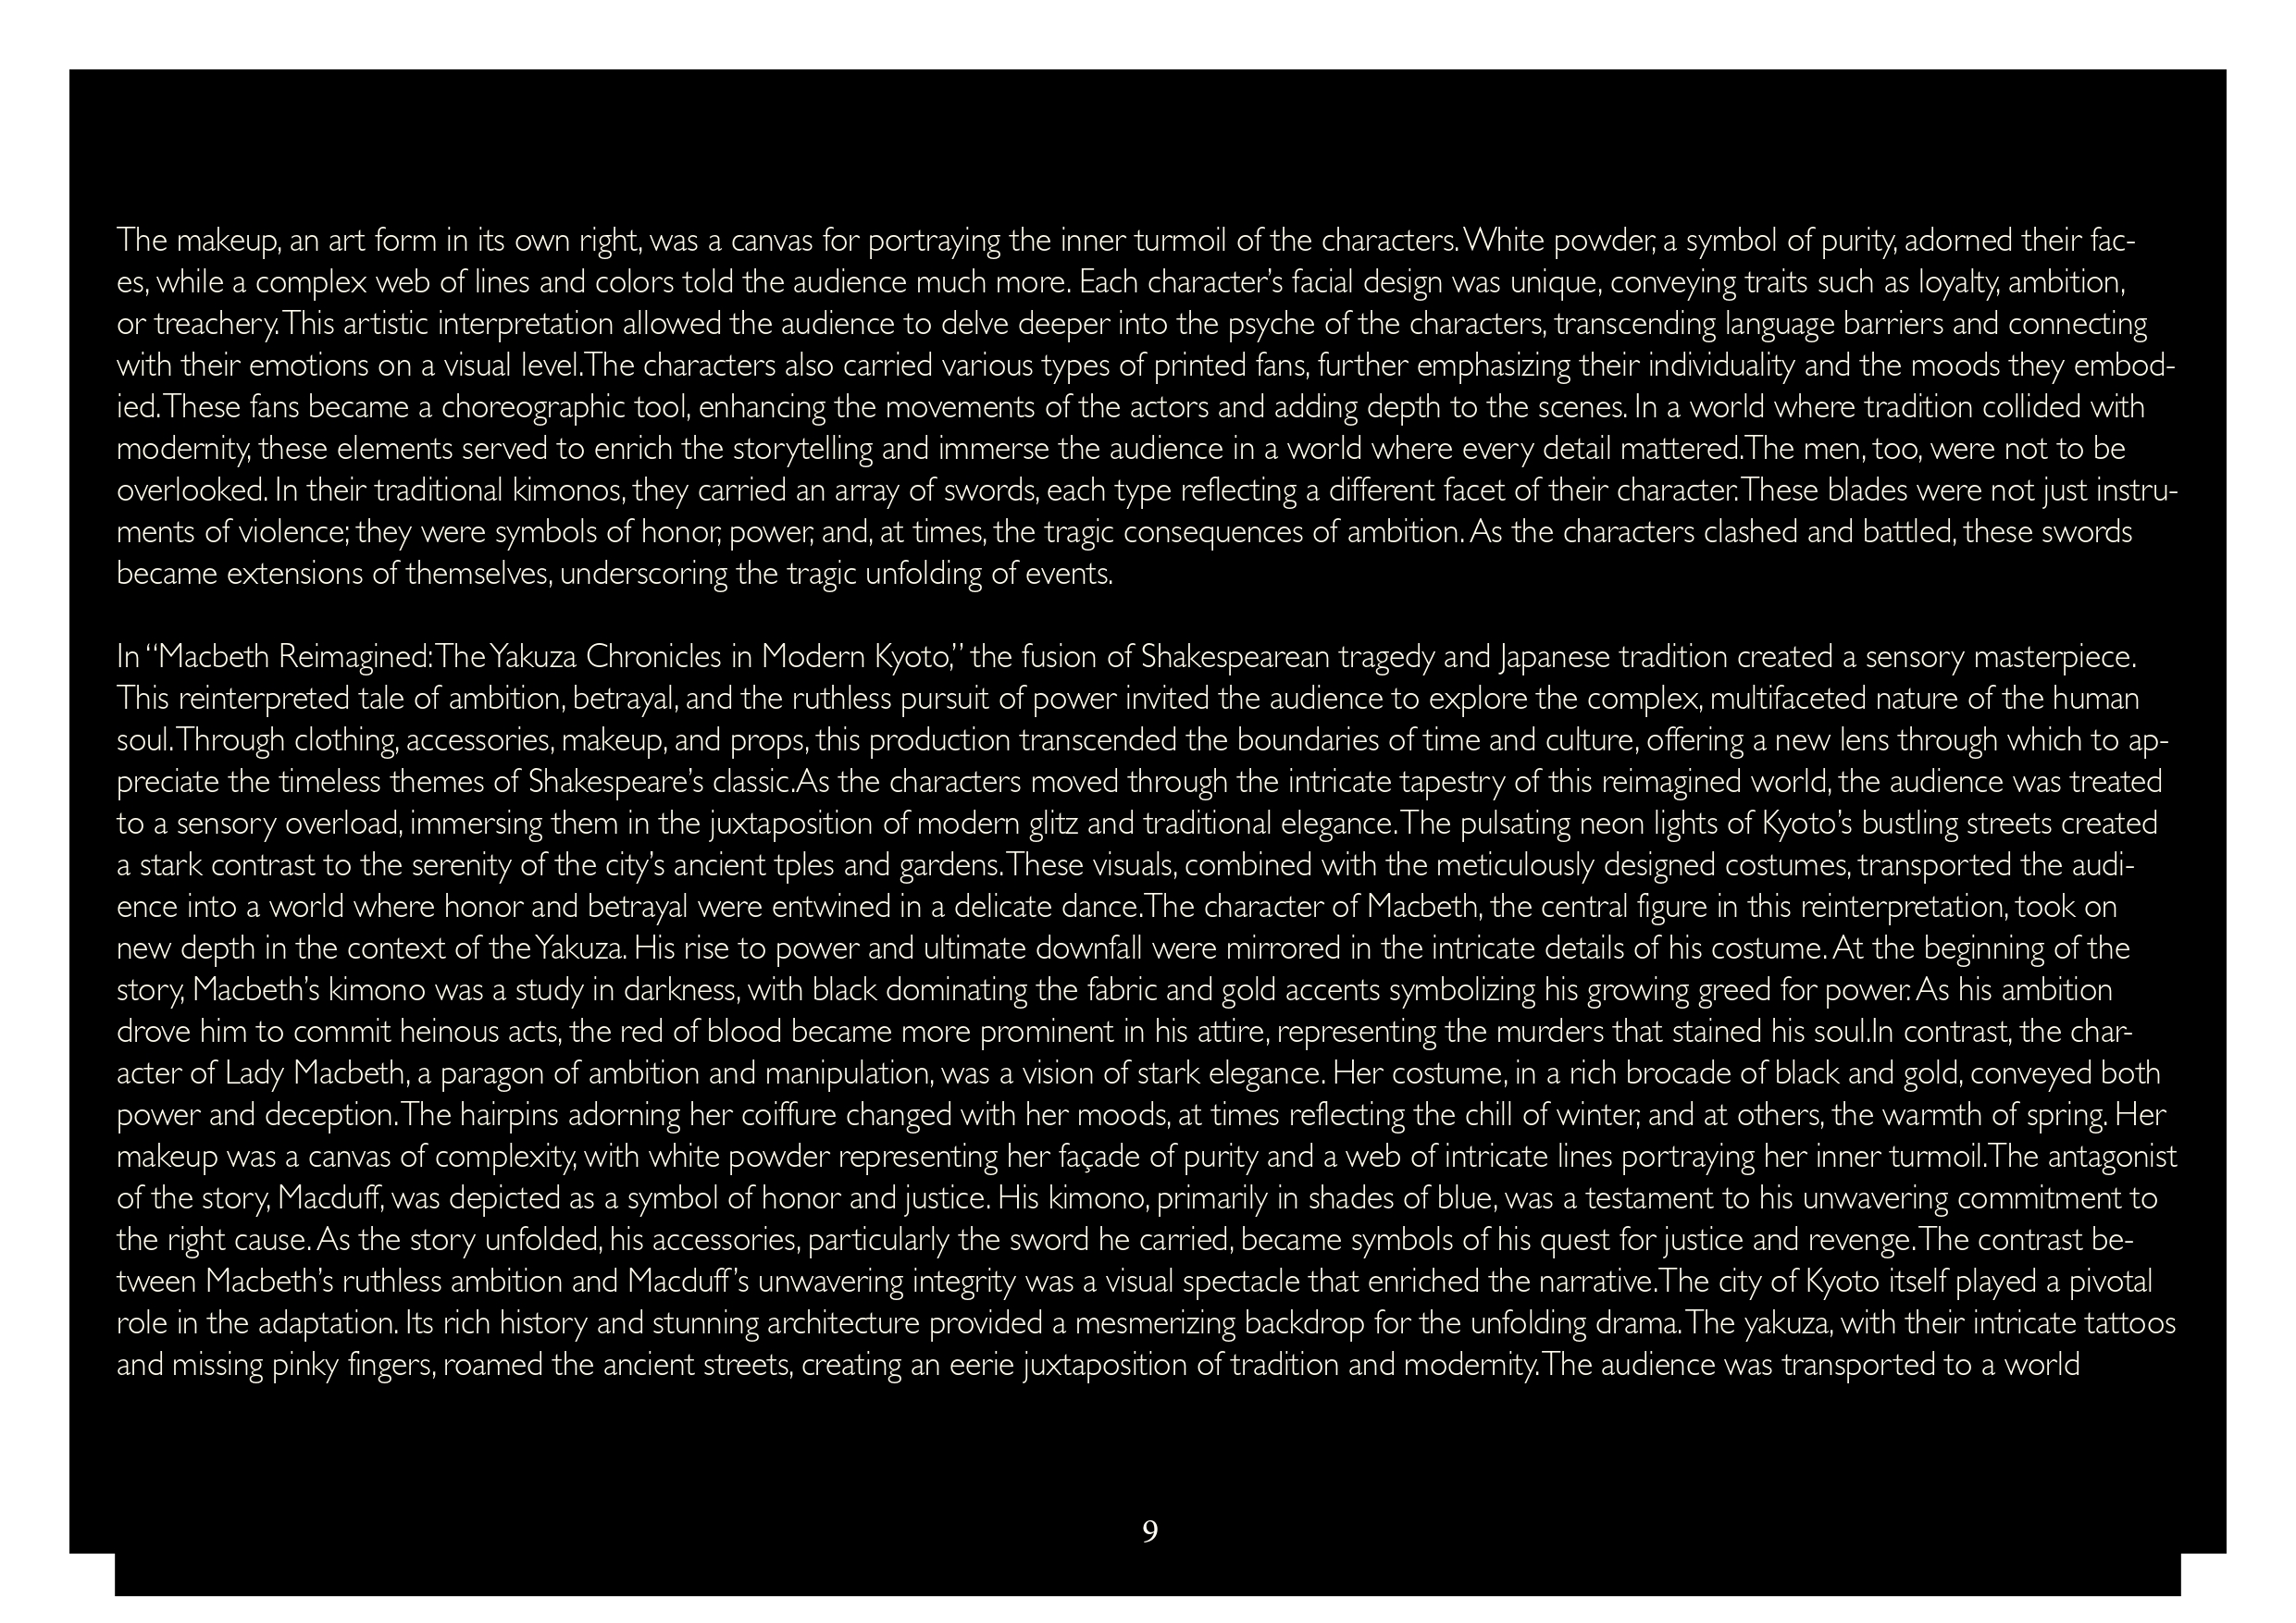 The makeup, an art form in its own right, was a canvas for portraying the inner turmoil of the characters. White powder, a symbol of purity, adorned their fac-
es, while a complex web of lines and colors told the audience much more. Each character’s facial design was unique, conveying traits such as loyalty, ambition,
or treachery. This artistic interpretation allowed the audience to delve deeper into the psyche of the characters, transcending language barriers and connecting
with their emotions on a visual level.The characters also carried various types of printed fans, further emphasizing their individuality and the moods they embod-
ied. These fans became a choreographic tool, enhancing the movements of the actors and adding depth to the scenes. In a world where tradition collided with
modernity, these elements served to enrich the storytelling and immerse the audience in a world where every detail mattered.The men, too, were not to be
overlooked. In their traditional kimonos, they carried an array of swords, each type reflecting a different facet of their character. These blades were not just instru-
ments of violence; they were symbols of honor, power, and, at times, the tragic consequences of ambition. As the characters clashed and battled, these swords
became extensions of themselves, underscoring the tragic unfolding of events.
In “Macbeth Reimagined: The Yakuza Chronicles in Modern Kyoto,” the fusion of Shakespearean tragedy and Japanese tradition created a sensory masterpiece.
This reinterpreted tale of ambition, betrayal, and the ruthless pursuit of power invited the audience to explore the complex, multifaceted nature of the human
soul. Through clothing, accessories, makeup, and props, this production transcended the boundaries of time and culture, offering a new lens through which to ap-
preciate the timeless themes of Shakespeare’s classic.As the characters moved through the intricate tapestry of this reimagined world, the audience was treated
to a sensory overload, immersing them in the juxtaposition of modern glitz and traditional elegance. The pulsating neon lights of Kyoto’s bustling streets created
a stark contrast to the serenity of the city’s ancient tples and gardens. These visuals, combined with the meticulously designed costumes, transported the audi-
ence into a world where honor and betrayal were entwined in a delicate dance.The character of Macbeth, the central figure in this reinterpretation, took on
new depth in the context of the Yakuza. His rise to power and ultimate downfall were mirrored in the intricate details of his costume. At the beginning of the
story, Macbeth’s kimono was a study in darkness, with black dominating the fabric and gold accents symbolizing his growing greed for power. As his ambition
drove him to commit heinous acts, the red of blood became more prominent in his attire, representing the murders that stained his soul.In contrast, the char-
acter of Lady Macbeth, a paragon of ambition and manipulation, was a vision of stark elegance. Her costume, in a rich brocade of black and gold, conveyed both
power and deception. The hairpins adorning her coiffure changed with her moods, at times reflecting the chill of winter, and at others, the warmth of spring. Her
makeup was a canvas of complexity, with white powder representing her façade of purity and a web of intricate lines portraying her inner turmoil.The antagonist
of the story, Macduff, was depicted as a symbol of honor and justice. His kimono, primarily in shades of blue, was a testament to his unwavering commitment to
the right cause. As the story unfolded, his accessories, particularly the sword he carried, became symbols of his quest for justice and revenge. The contrast be-
tween Macbeth’s ruthless ambition and Macduff’s unwavering integrity was a visual spectacle that enriched the narrative.The city of Kyoto itself played a pivotal
role in the adaptation. Its rich history and stunning architecture provided a mesmerizing backdrop for the unfolding drama. The yakuza, with their intricate tattoos
and missing pinky fingers, roamed the ancient streets, creating an eerie juxtaposition of tradition and modernity. The audience was transported to a world
9